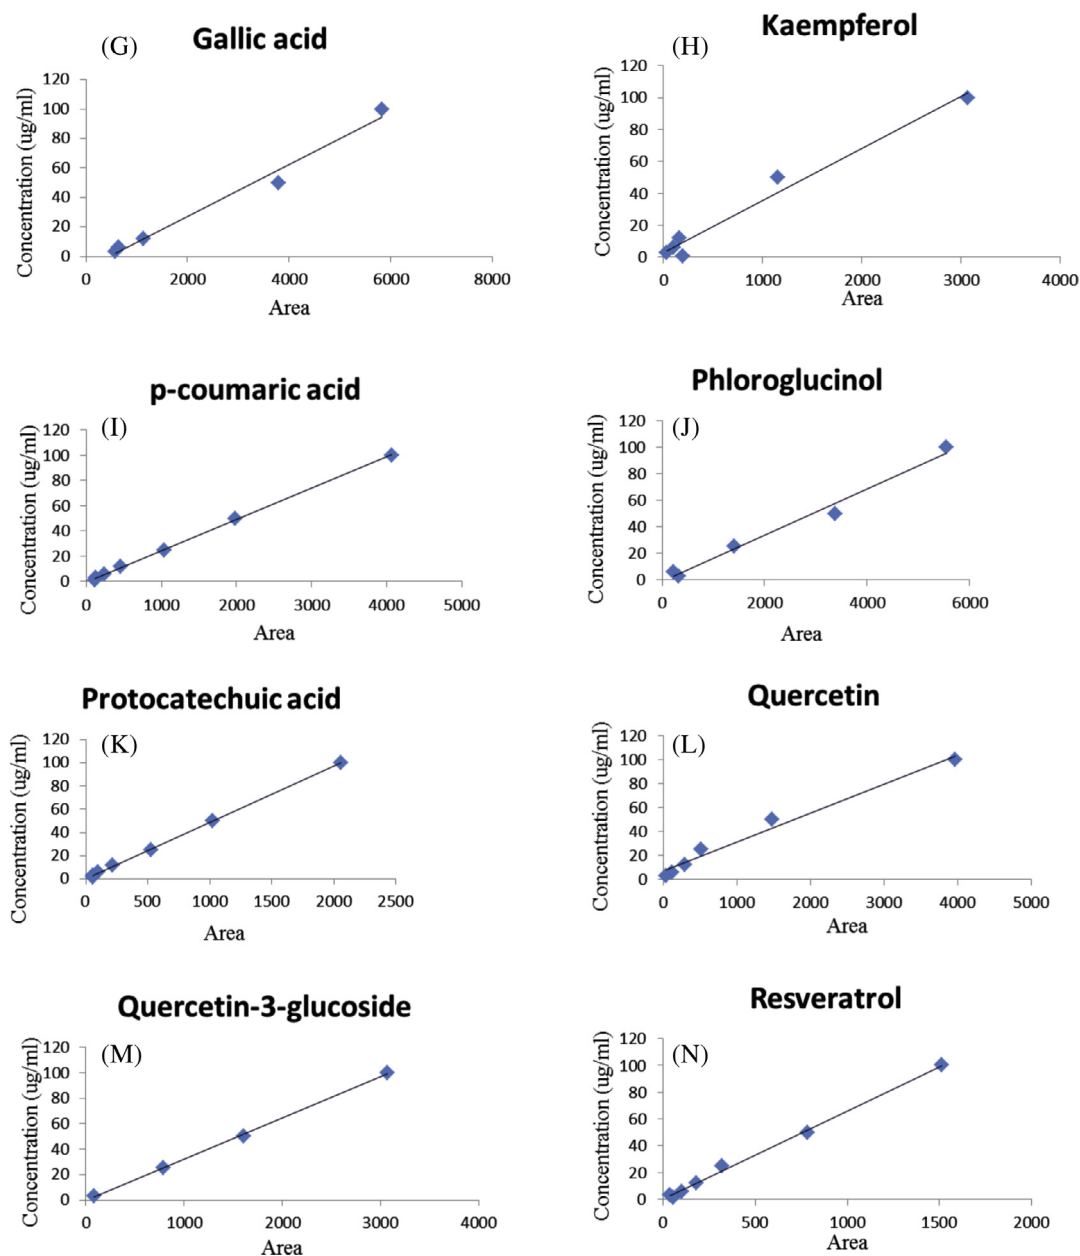 (G) Gallic acid
Concentration (ug/ml)
120
100
80
60
40
20
0
0 2000 4000 6000 8000
Area
(H) Kaempferol
Concentration (ug/ml)
120
100
80
60
40
20
0
0 1000 2000 3000 4000
Area
p-coumaric acid
(I)
Concentration (ug/ml)
120
100
80
60
40
20
0
0 1000 2000 3000 4000 5000
Area
Phloroglucinol
(J)
Concentration (ug/ml)
120
100
80
60
40
20
0
0 2000 4000 6000
Area
Protocatechuic acid
(K)
Concentration (ug/ml)
120
100
80
60
40
20
0
0 500 1000 1500 2000 2500
Area
Quercetin
(L)
Concentration (ug/ml)
120
100
80
60
40
20
0
0 1000 2000 3000 4000 5000
Area
Quercetin-3-glucoside
(M)
Concentration (ug/ml)
120
100
80
60
40
20
0
0 1000 2000 3000 4000
Area
Resveratrol
(N)
Concentration (ug/ml)
120
100
80
60
40
20
0
0 500 1000 1500 2000
Area